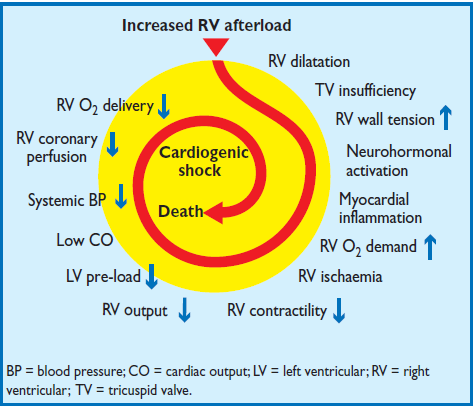 Increased RV afterload
RV dilatation
TV insufficiency
RV wall tension
Neurohormonal
activation
Myocardial
inflammation
RV O₂ demand
RV ischaemia
RV contractility
RV output
LV pre-load
Low CO
Systemic BP
RV coronary
perfusion
RV O₂ delivery
Cardiogenic
shock
Death
BP = blood pressure; CO = cardiac output; LV = left ventricular; RV = right
ventricular; TV = tricuspid valve.